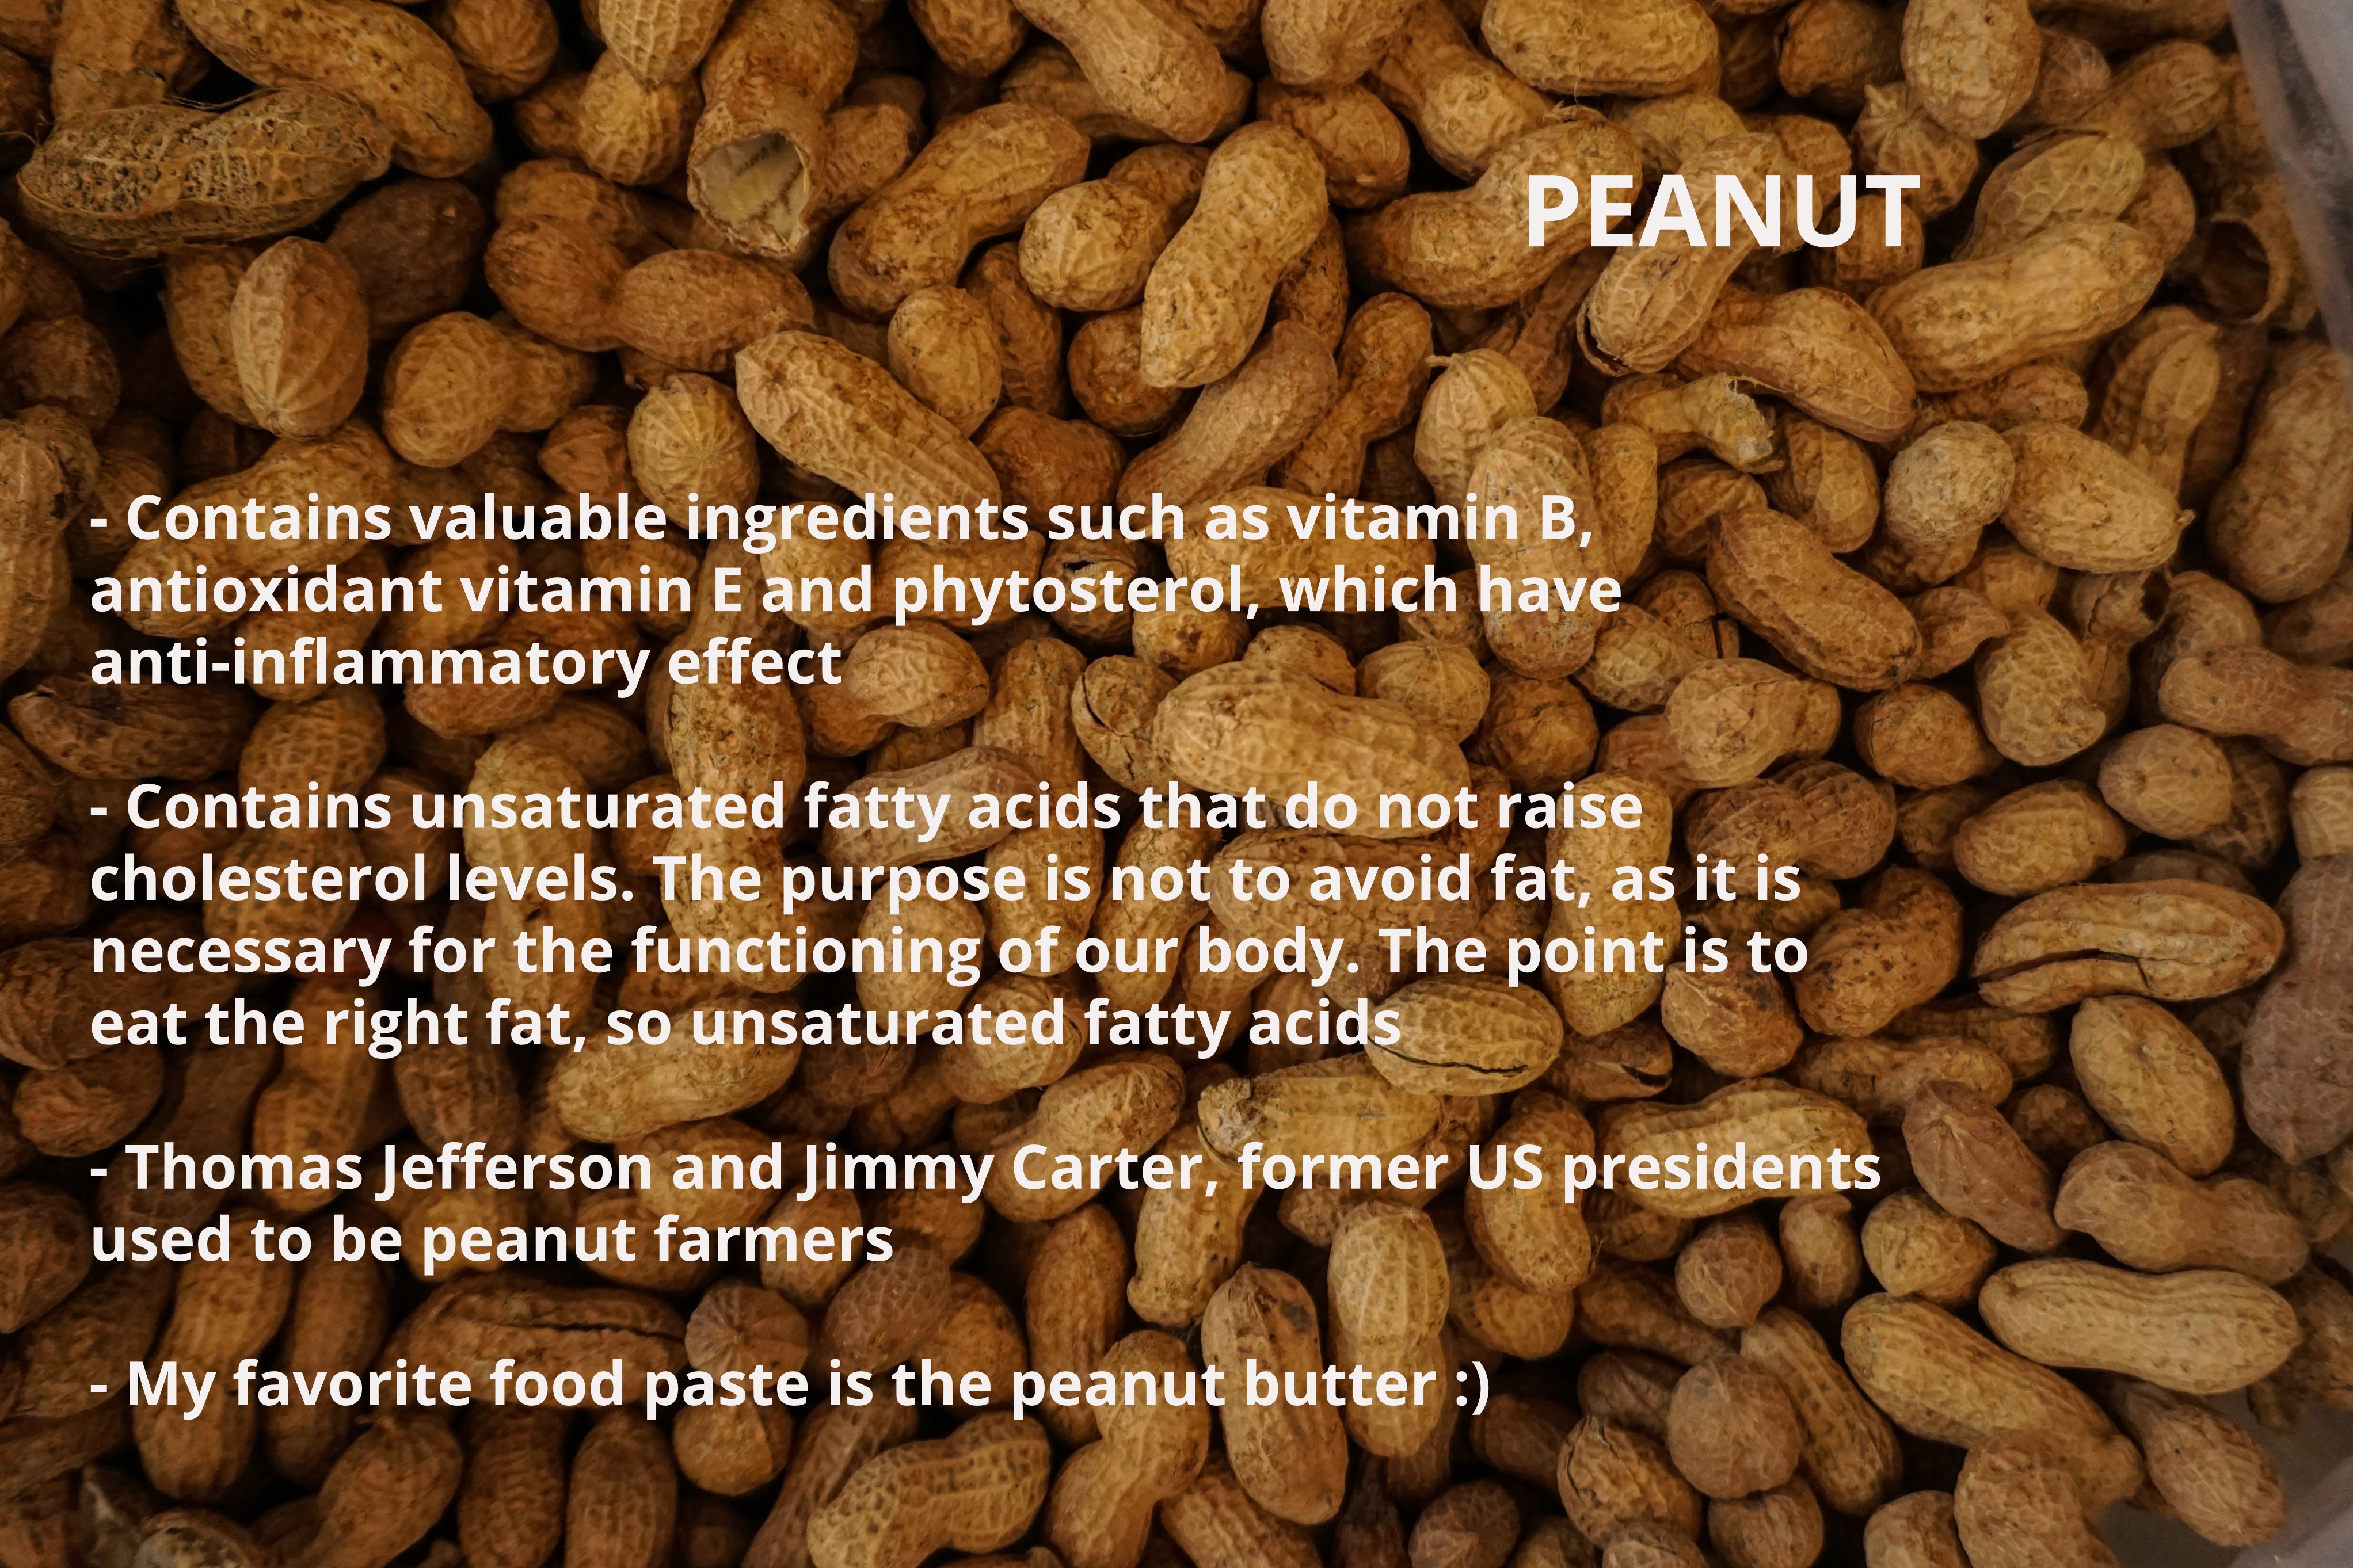 PEANUT
- Contains valuable ingredients such as vitamin B,
antioxidant vitamin E and phytosterol, which have
anti-inflammatory effect
- Contains unsaturated fatty acids that do not raise
cholesterol levels. The purpose is not to avoid fat, as it is
necessary for the functioning of our body. The point is to
eat the right fat, so unsaturated fatty acids
- Thomas Jefferson and Jimmy Carter, former US presidents
used to be peanut farmers
- My favorite food paste is the peanut butter :)